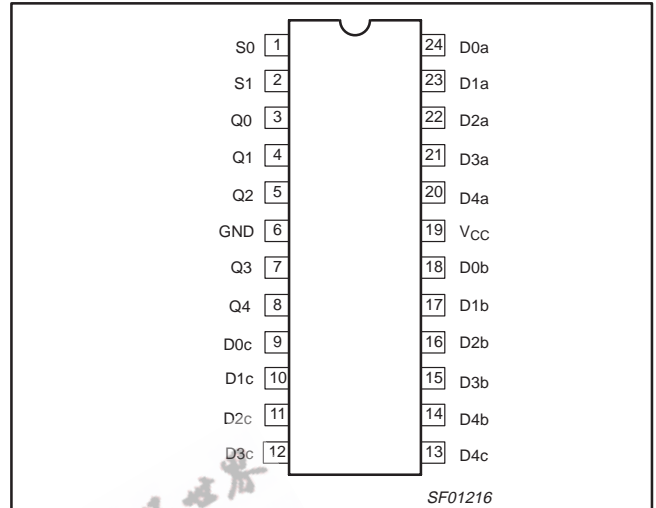 S0 1 24 D0a
S1 2 23 D1a
Q0 3 22 D2a
Q1 4 21 D3a
Q2 5 20 D4a
GND 6 19 VCC
Q3 7 18 D0b
Q4 8 17 D1b
D0c 9 16 D2b
D1c 10 15 D3b
D2c 11 14 D4b
D3c 12 13 D4c
世界
SF01216